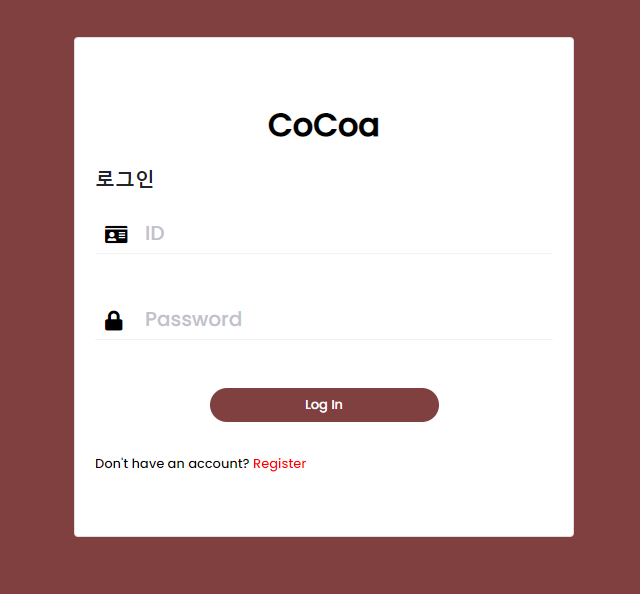 CoCoa
로그인
ID
Password
Log In
Don't have an account? Register